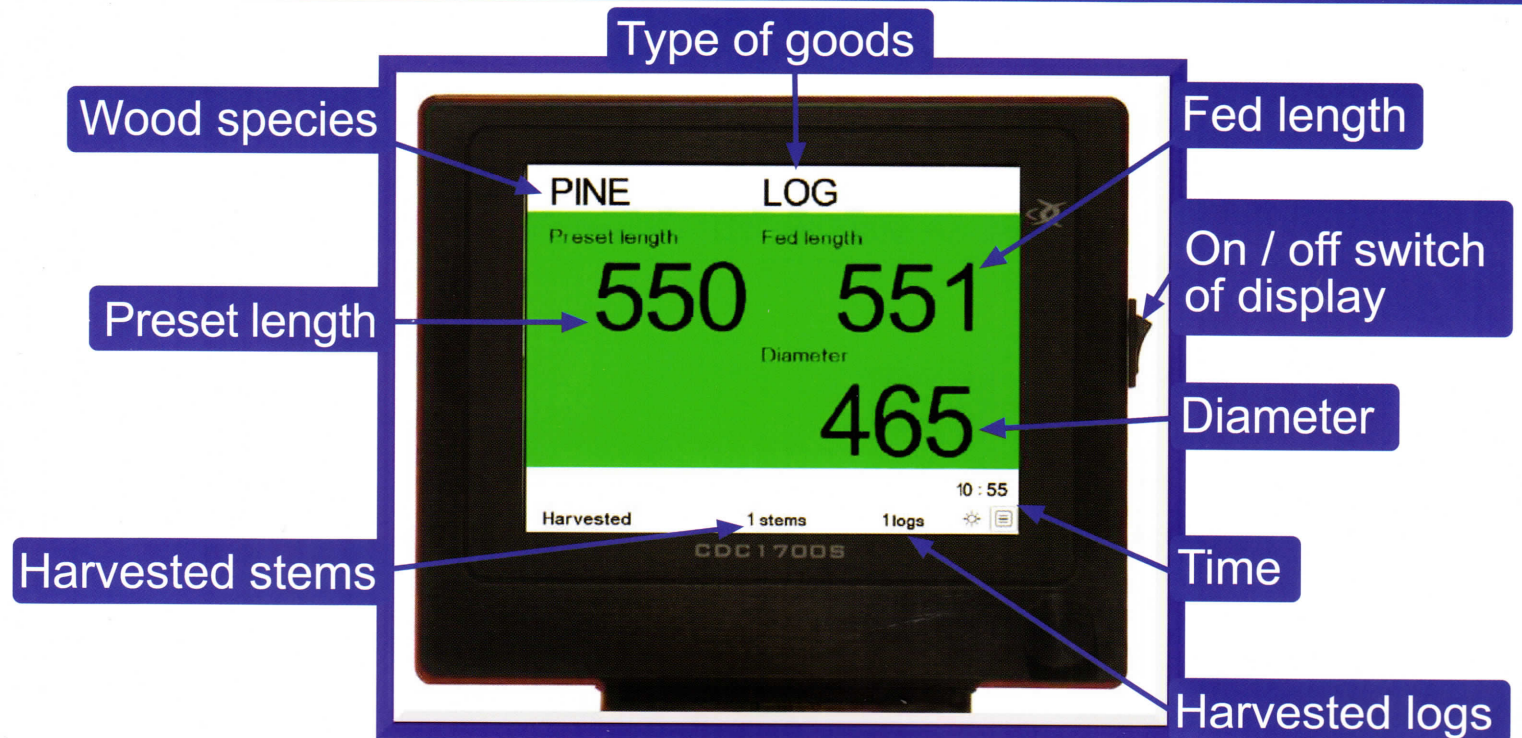 Type of goods
Wood species
Fed length
PINE LOG
Preset length Fed length
On / off switch
of display
550 551
Preset length
Diameter
465
Diameter
10 : 55
Harvested 1 stems 1 logs
CDC1700S
Harvested stems
Time
Harvested logs